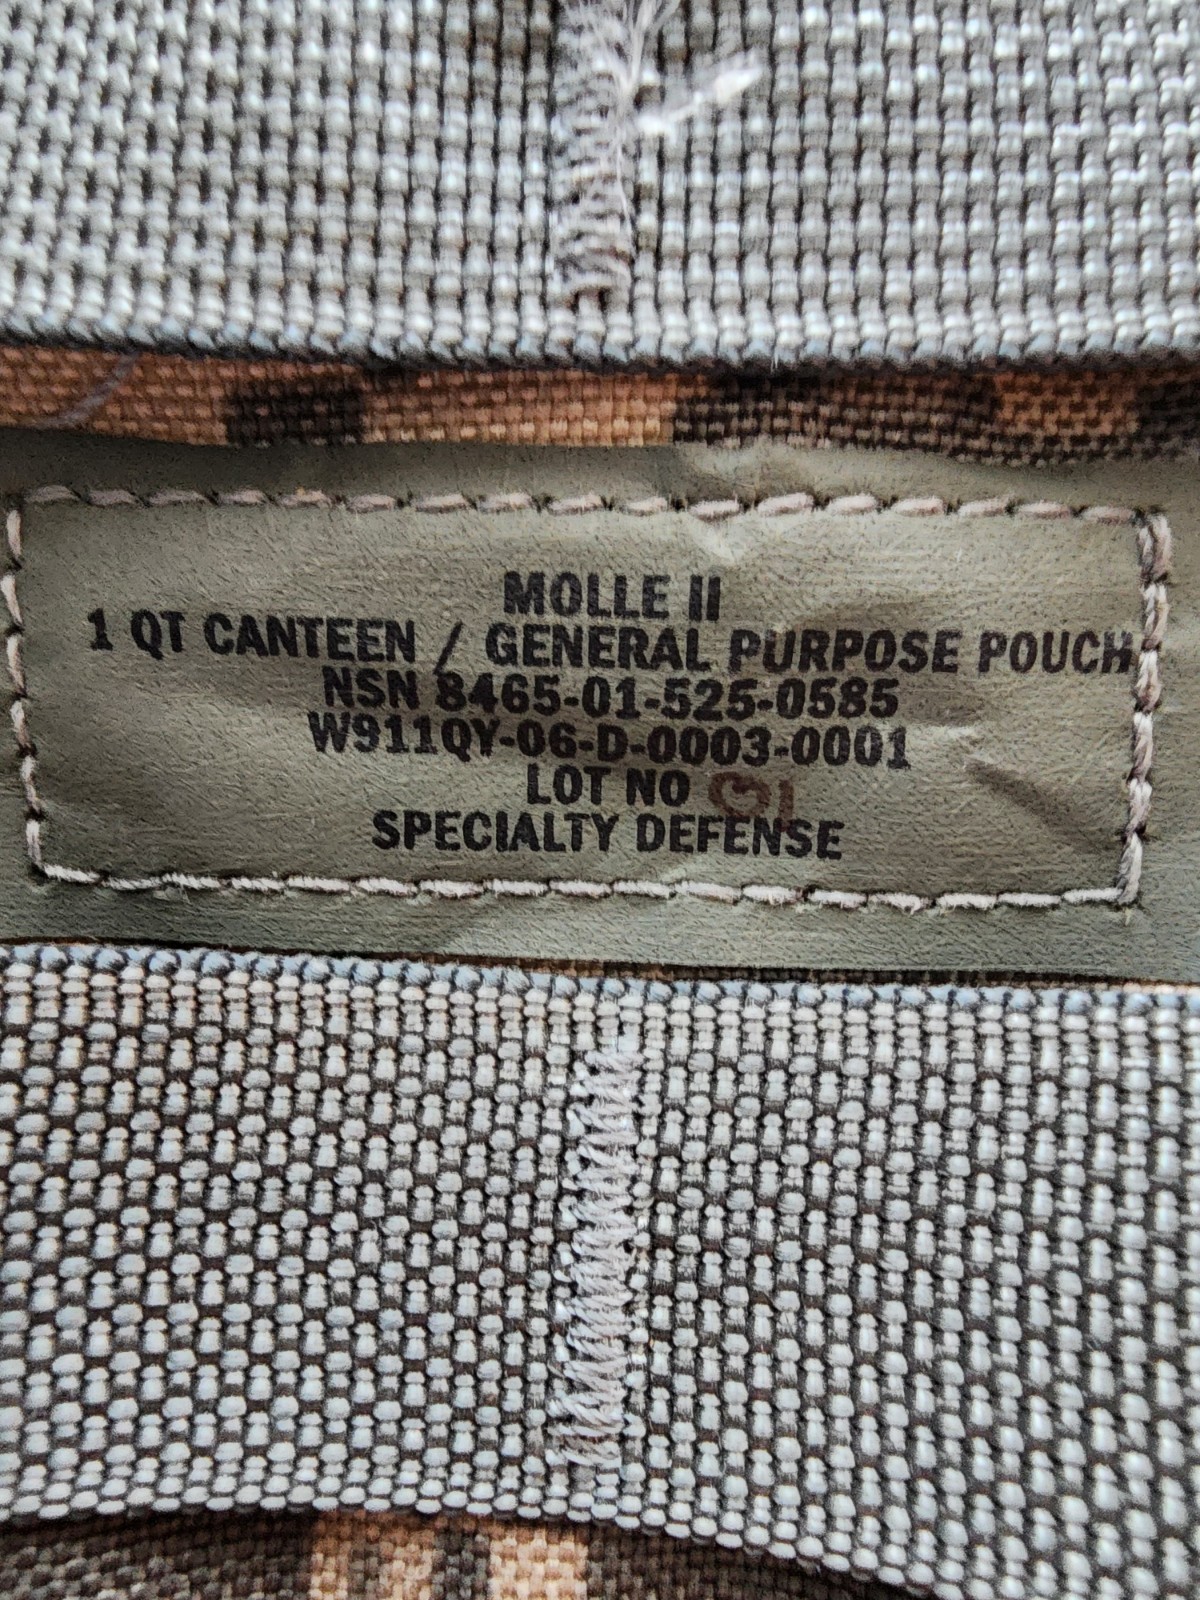 MOLLE II
1 QT CANTEEN / GENERAL PURPOSE POUCH
NSN 8465-01-525-0585
W911QY-06-D-0003-0001
LOT NO
SPECIALTY DEFENSE